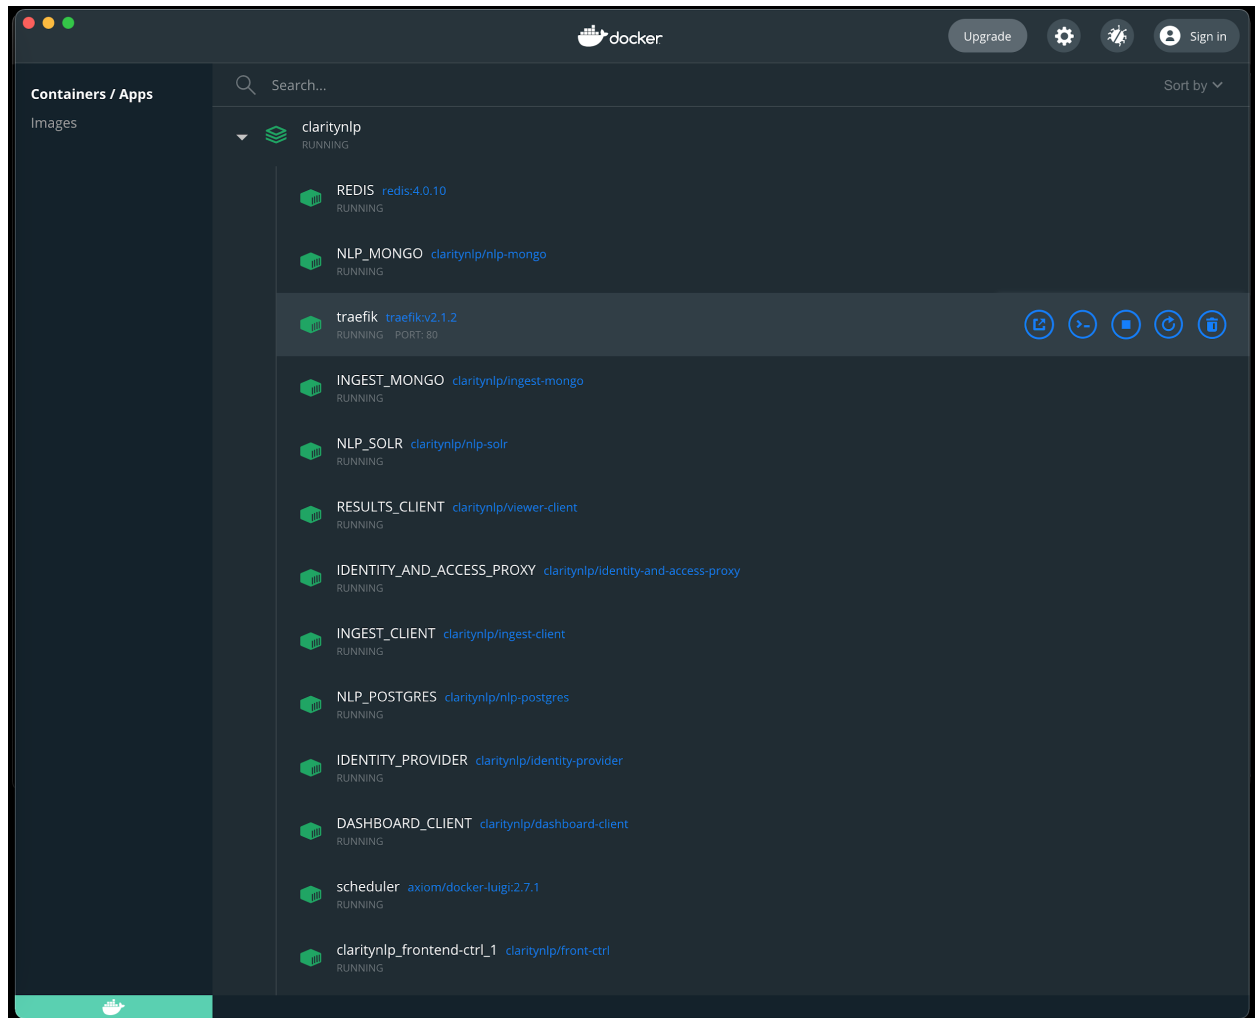 docker
Upgrade
Sign in
Containers / Apps
Images
Search...
Sort by
claritynlp
RUNNING
REDIS redis:4.0.10
RUNNING
NLP_MONGO claritynlp/nlp-mongo
RUNNING
traefik traefik:v2.1.2
RUNNING PORT: 80
INGEST_MONGO claritynlp/ingest-mongo
RUNNING
NLP_SOLR claritynlp/nlp-solr
RUNNING
RESULTS_CLIENT claritynlp/viewer-client
RUNNING
IDENTITY_AND_ACCESS_PROXY claritynlp/identity-and-access-proxy
RUNNING
INGEST_CLIENT claritynlp/ingest-client
RUNNING
NLP_POSTGRES claritynlp/nlp-postgres
RUNNING
IDENTITY_PROVIDER claritynlp/identity-provider
RUNNING
DASHBOARD_CLIENT claritynlp/dashboard-client
RUNNING
scheduler axiom/docker-luigi:2.7.1
RUNNING
claritynlp_frontend-ctrl_1 claritynlp/front-ctrl
RUNNING